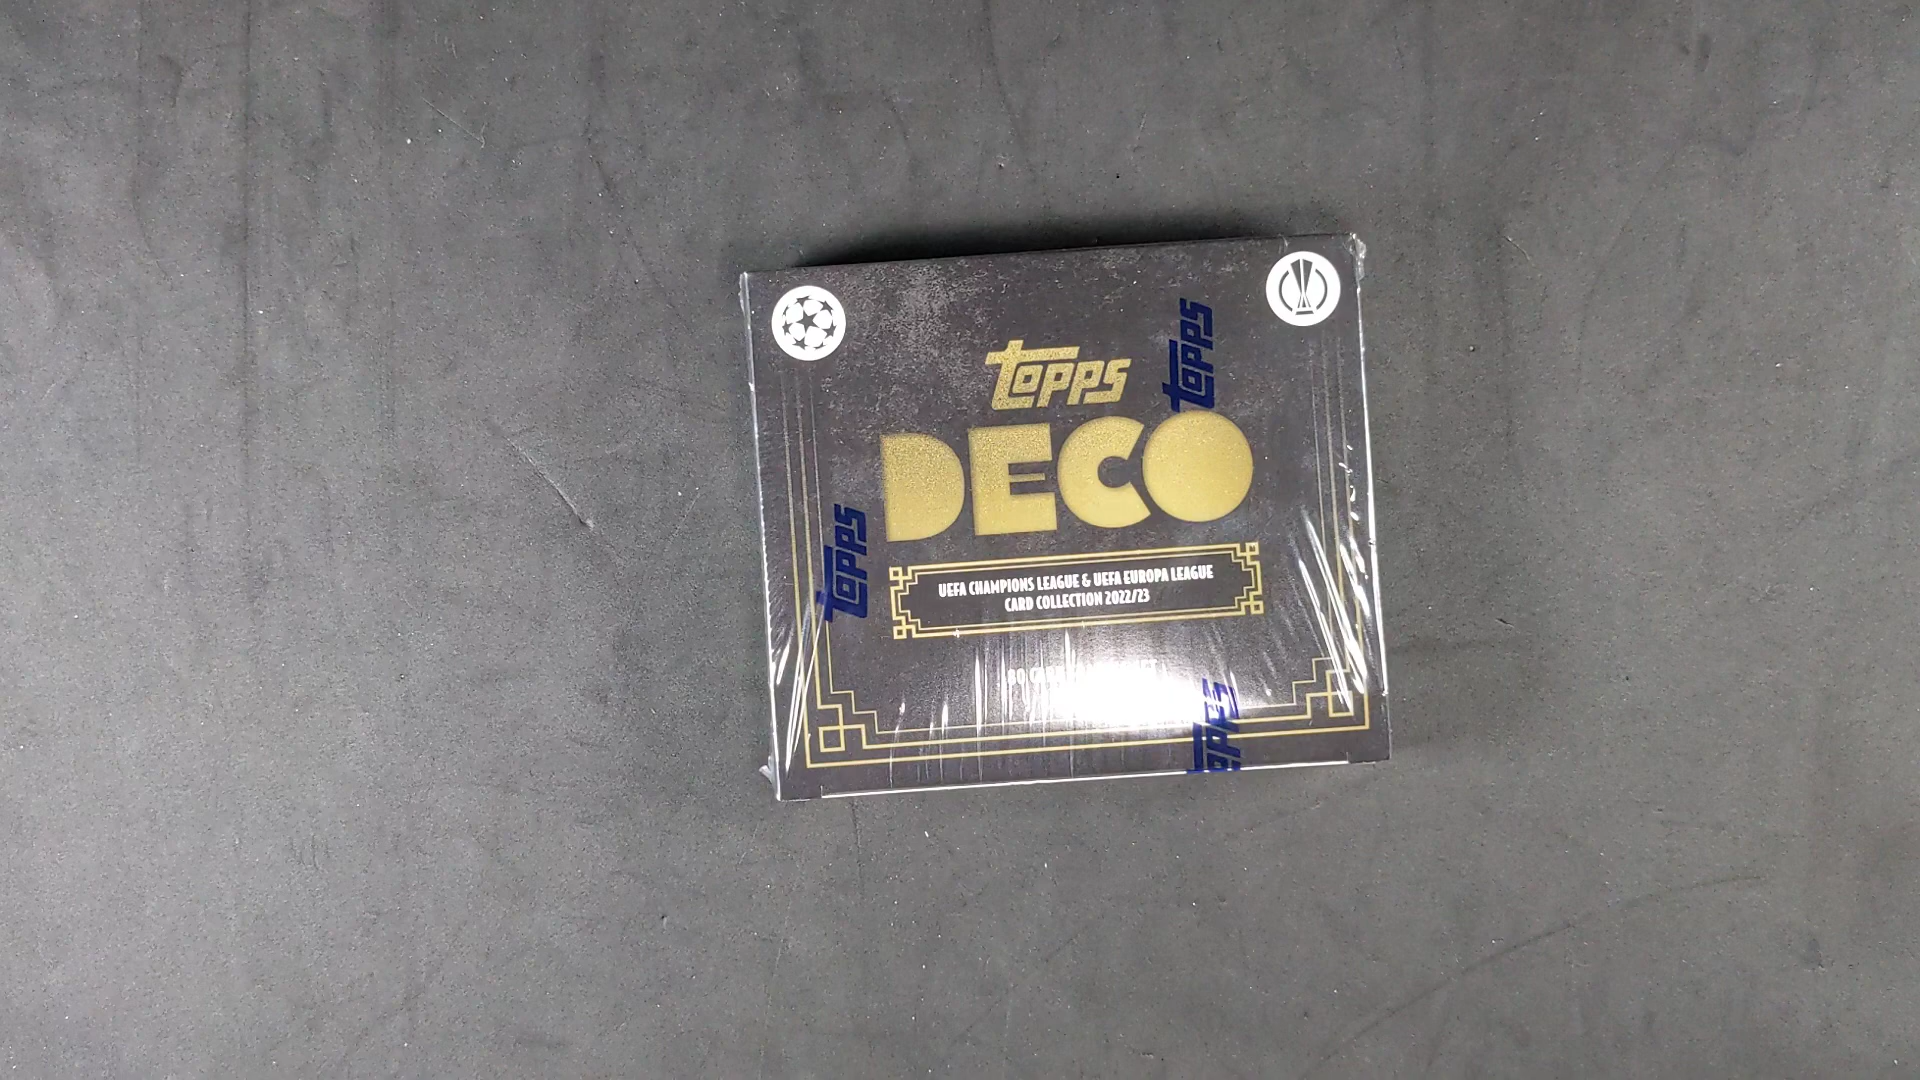 topps
DECO
UEFA CHAMPIONS LEAGUE & UEFA EUROPA LEAGUE
CARD COLLECTION 2022/23
topps
topps
topps